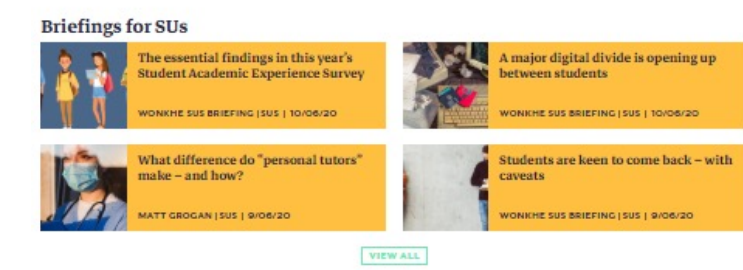 Briefings for SUs
The essential findings in this year's
Student Academic Experience Survey
WONKHE SUS BRIEFING | SUS | 10/06/20
A major digital divide is opening up
between students
WONKHE SUS BRIEFING | SUS | 10/06/20
What difference do "personal tutors"
make – and how?
MATT GROGAN | SUS | 9/06/20
Students are keen to come back – with
caveats
WONKHE SUS BRIEFING | SUS | 9/06/20
VIEW ALL